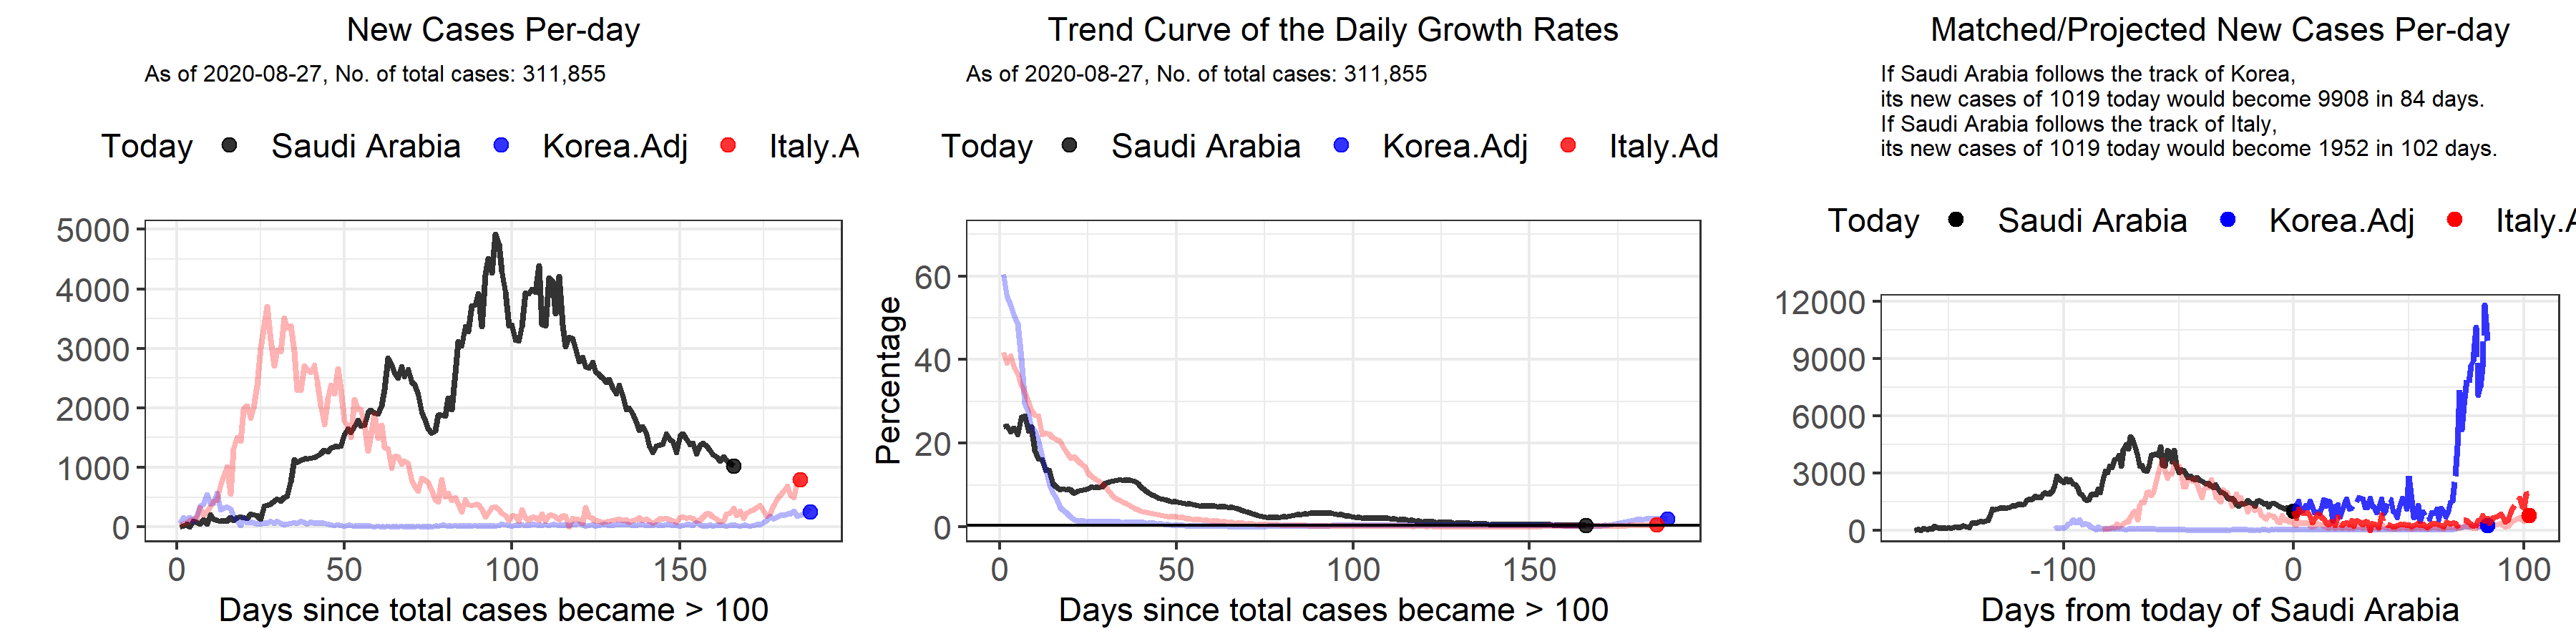 New Cases Per-day
As of 2020-08-27, No. of total cases: 311,855
Today Saudi Arabia Korea.Adj Italy.A
5000
4000
3000
2000
1000
0
0 50 100 150
Days since total cases became > 100
Trend Curve of the Daily Growth Rates
As of 2020-08-27, No. of total cases: 311,855
Today Saudi Arabia Korea.Adj Italy.Ad
Percentage
60
40
20
0
0 50 100 150
Days since total cases became > 100
Matched/Projected New Cases Per-day
If Saudi Arabia follows the track of Korea,
its new cases of 1019 today would become 9908 in 84 days.
If Saudi Arabia follows the track of Italy,
its new cases of 1019 today would become 1952 in 102 days.
Today Saudi Arabia Korea.Adj Italy.A
12000
9000
6000
3000
0
-100 0 100
Days from today of Saudi Arabia